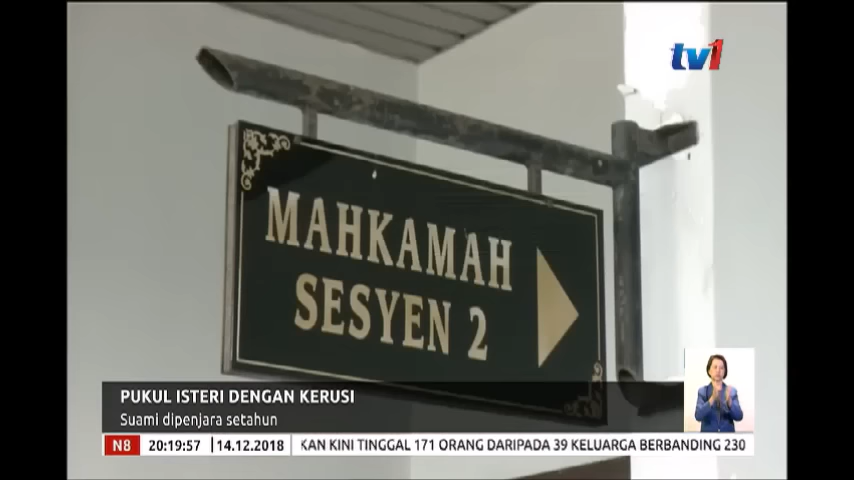 tv1
MAHKAMAH
SESYEN 2
PUKUL ISTERI DENGAN KERUSI
Suami dipenjara setahun
N8 20:19:57 14.12.2018 KAN KINI TINGGAL 171 ORANG DARIPADA 39 KELUARGA BERBANDING 230